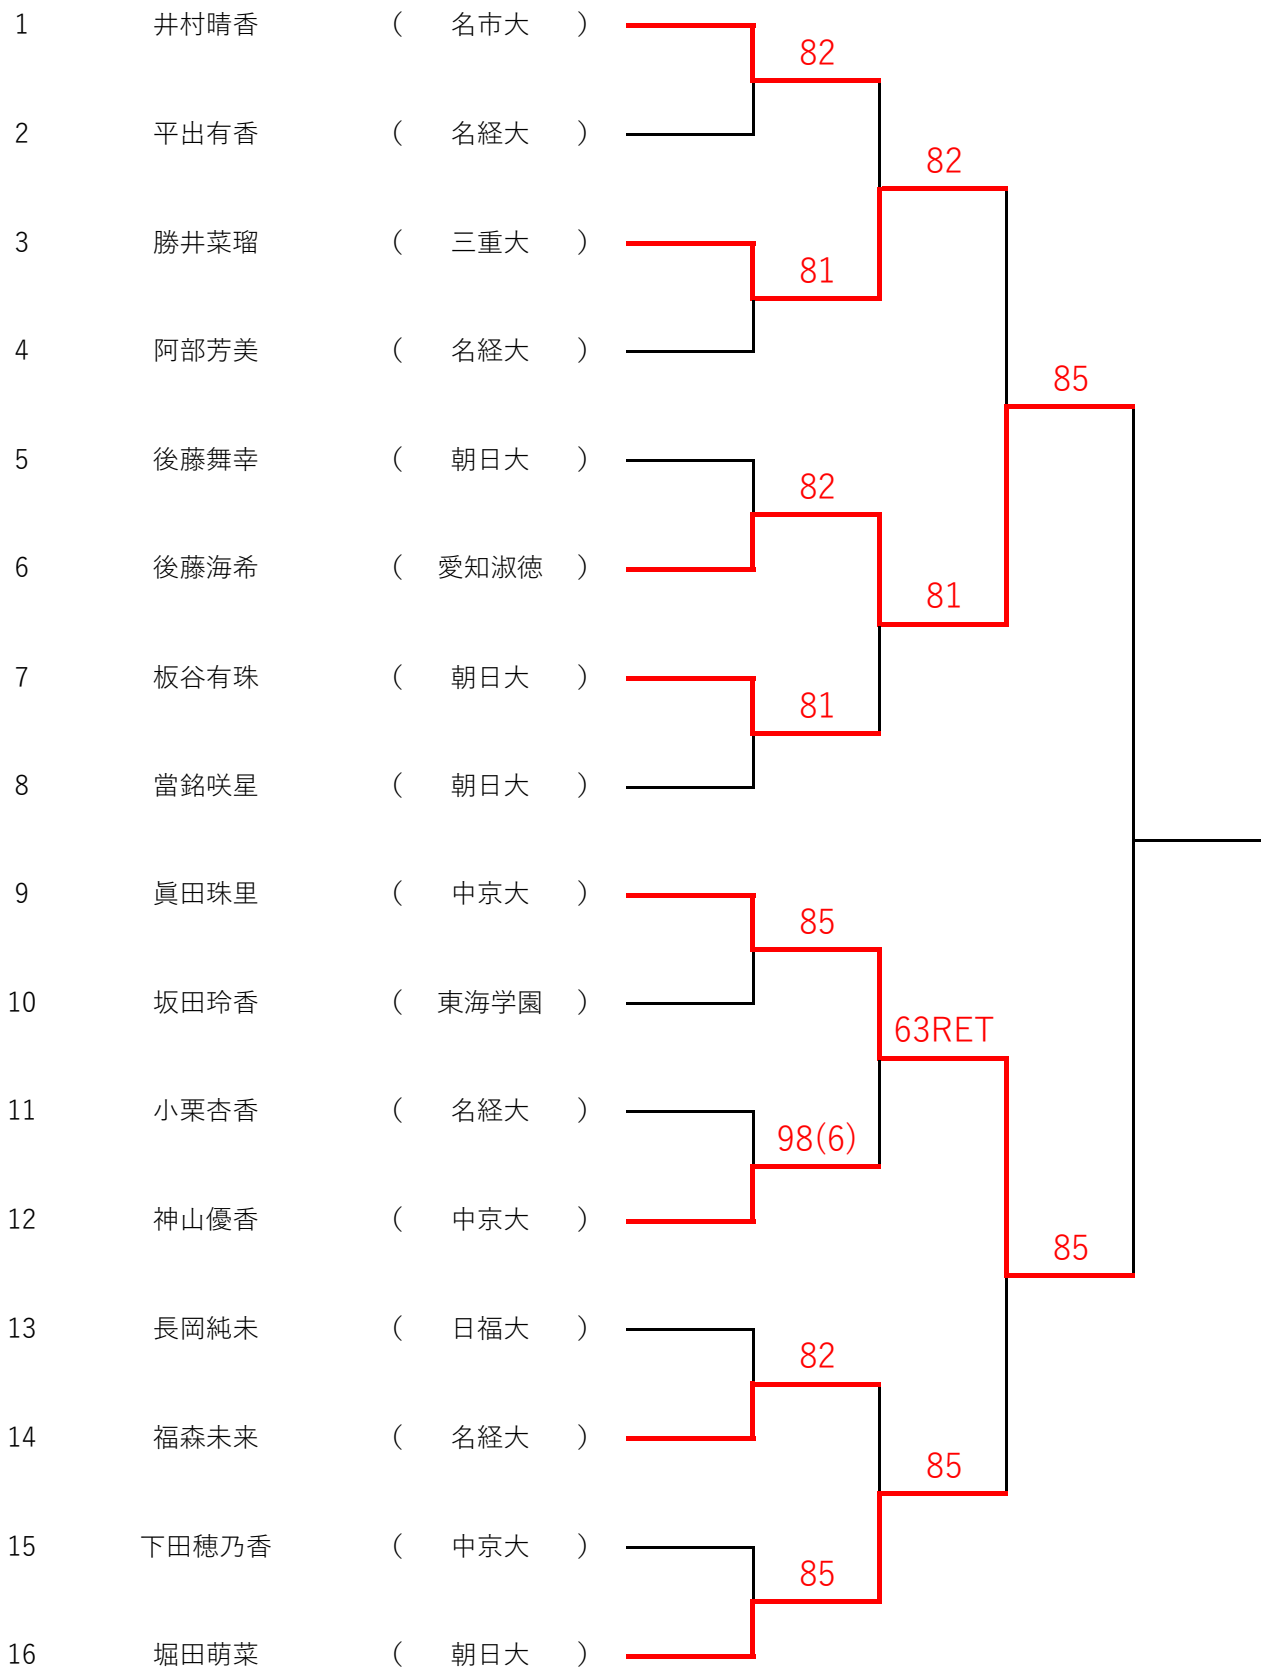 1 井村晴香 ( 名市大 )
82
2 平出有香 ( 名経大 )
82
3 勝井菜瑠 ( 三重大 )
81
4 阿部芳美 ( 名経大 )
85
5 後藤舞幸 ( 朝日大 )
82
6 後藤海希 ( 愛知淑徳 )
81
7 板谷有珠 ( 朝日大 )
81
8 當銘咲星 ( 朝日大 )
9 眞田珠里 ( 中京大 )
85
10 坂田玲香 ( 東海学園 )
63RET
11 小栗杏香 ( 名経大 )
98(6)
12 神山優香 ( 中京大 )
85
13 長岡純未 ( 日福大 )
82
14 福森未来 ( 名経大 )
85
15 下田穂乃香 ( 中京大 )
85
16 堀田萌菜 ( 朝日大 )